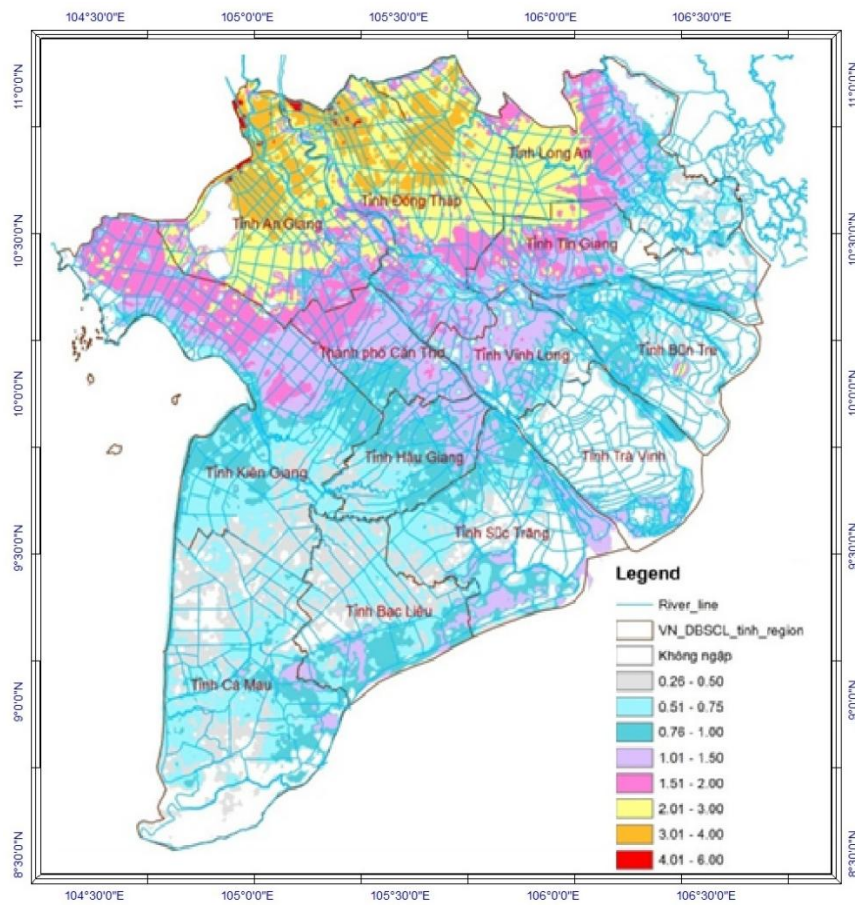 104°30'0"E 105°0'0"E 105°30'0"E 106°0'0"E 106°30'0"E
11°0'0"N 11°0'0"N
Tỉnh Long An
Tỉnh Đồng Tháp
Tỉnh An Giang
Tỉnh Tiền Giang
10°30'0"N 10°30'0"N
Thành phố Cần Thơ
Tỉnh Vĩnh Long
Tỉnh Bến Tre
10°0'0"N 10°0'0"N
Tỉnh Kiên Giang
Tỉnh Hậu Giang
Tỉnh Trà Vinh
Tỉnh Sóc Trăng
9°30'0"N 9°30'0"N
Tỉnh Bạc Liêu
Tỉnh Cà Mau
9°0'0"N 9°0'0"N
8°30'0"N 8°30'0"N
Legend
River_line
VN_DBSCL_tinh_region
Không ngập
0.26 - 0.50
0.51 - 0.75
0.76 - 1.00
1.01 - 1.50
1.51 - 2.00
2.01 - 3.00
3.01 - 4.00
4.01 - 6.00
104°30'0"E 105°0'0"E 105°30'0"E 106°0'0"E 106°30'0"E